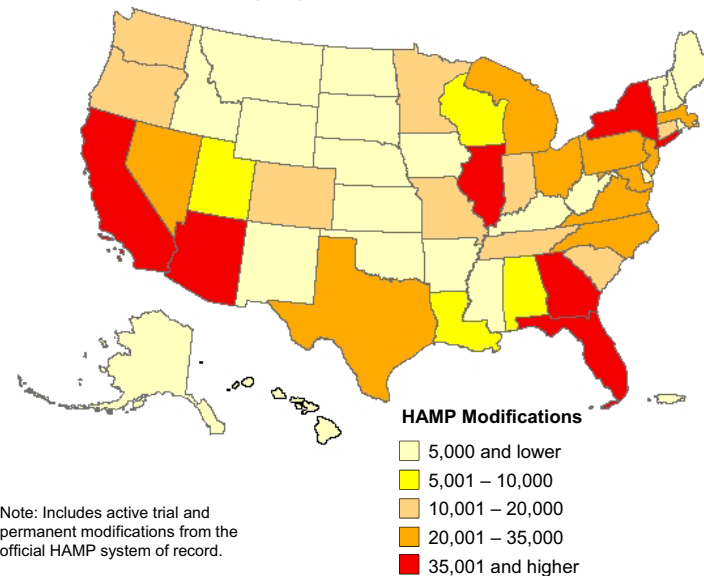 HAMP Modifications
5,000 and lower
5,001 – 10,000
10,001 – 20,000
20,001 – 35,000
35,001 and higher
Note: Includes active trial and
permanent modifications from the
official HAMP system of record.